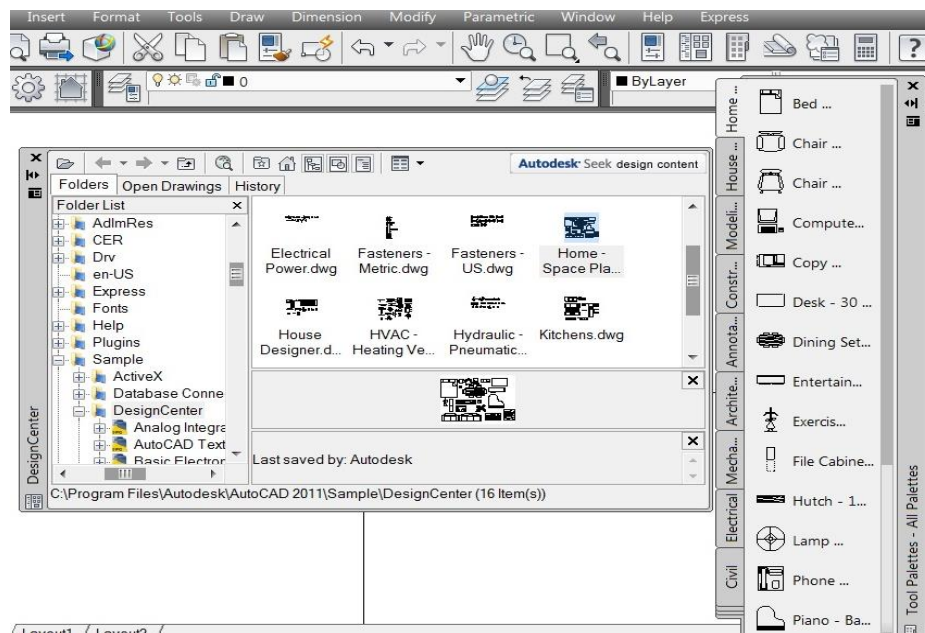 Insert Format Tools Draw Dimension Modify Parametric Window Help Express
?
0
ByLayer
Autodesk Seek design content
Folders Open Drawings History
Folder List
AdlmRes
CER
Drv
en-US
Express
Fonts
Help
Plugins
Sample
ActiveX
Database Conne
DesignCenter
Analog Integra
AutoCAD Text
Basic Electror
Electrical
Power.dwg
Fasteners -
Metric.dwg
Fasteners -
US.dwg
Home -
Space Pla...
House
Designer.d...
HVAC -
Heating Ve...
Hydraulic -
Pneumatic...
Kitchens.dwg
Last saved by: Autodesk
C:\Program Files\Autodesk\AutoCAD 2011\Sample\DesignCenter (16 Item(s))
DesignCenter
Home ...
House ...
Modeli...
Constr...
Annota...
Archite...
Mecha...
Electrical
Civil
Bed ...
Chair ...
Chair ...
Compute...
Copy ...
Desk - 30 ...
Dining Set...
Entertain...
Exercis...
File Cabine...
Hutch - 1...
Lamp ...
Phone ...
Piano - Ba...
Tool Palettes - All Palettes
Layout1 / Layout2 /